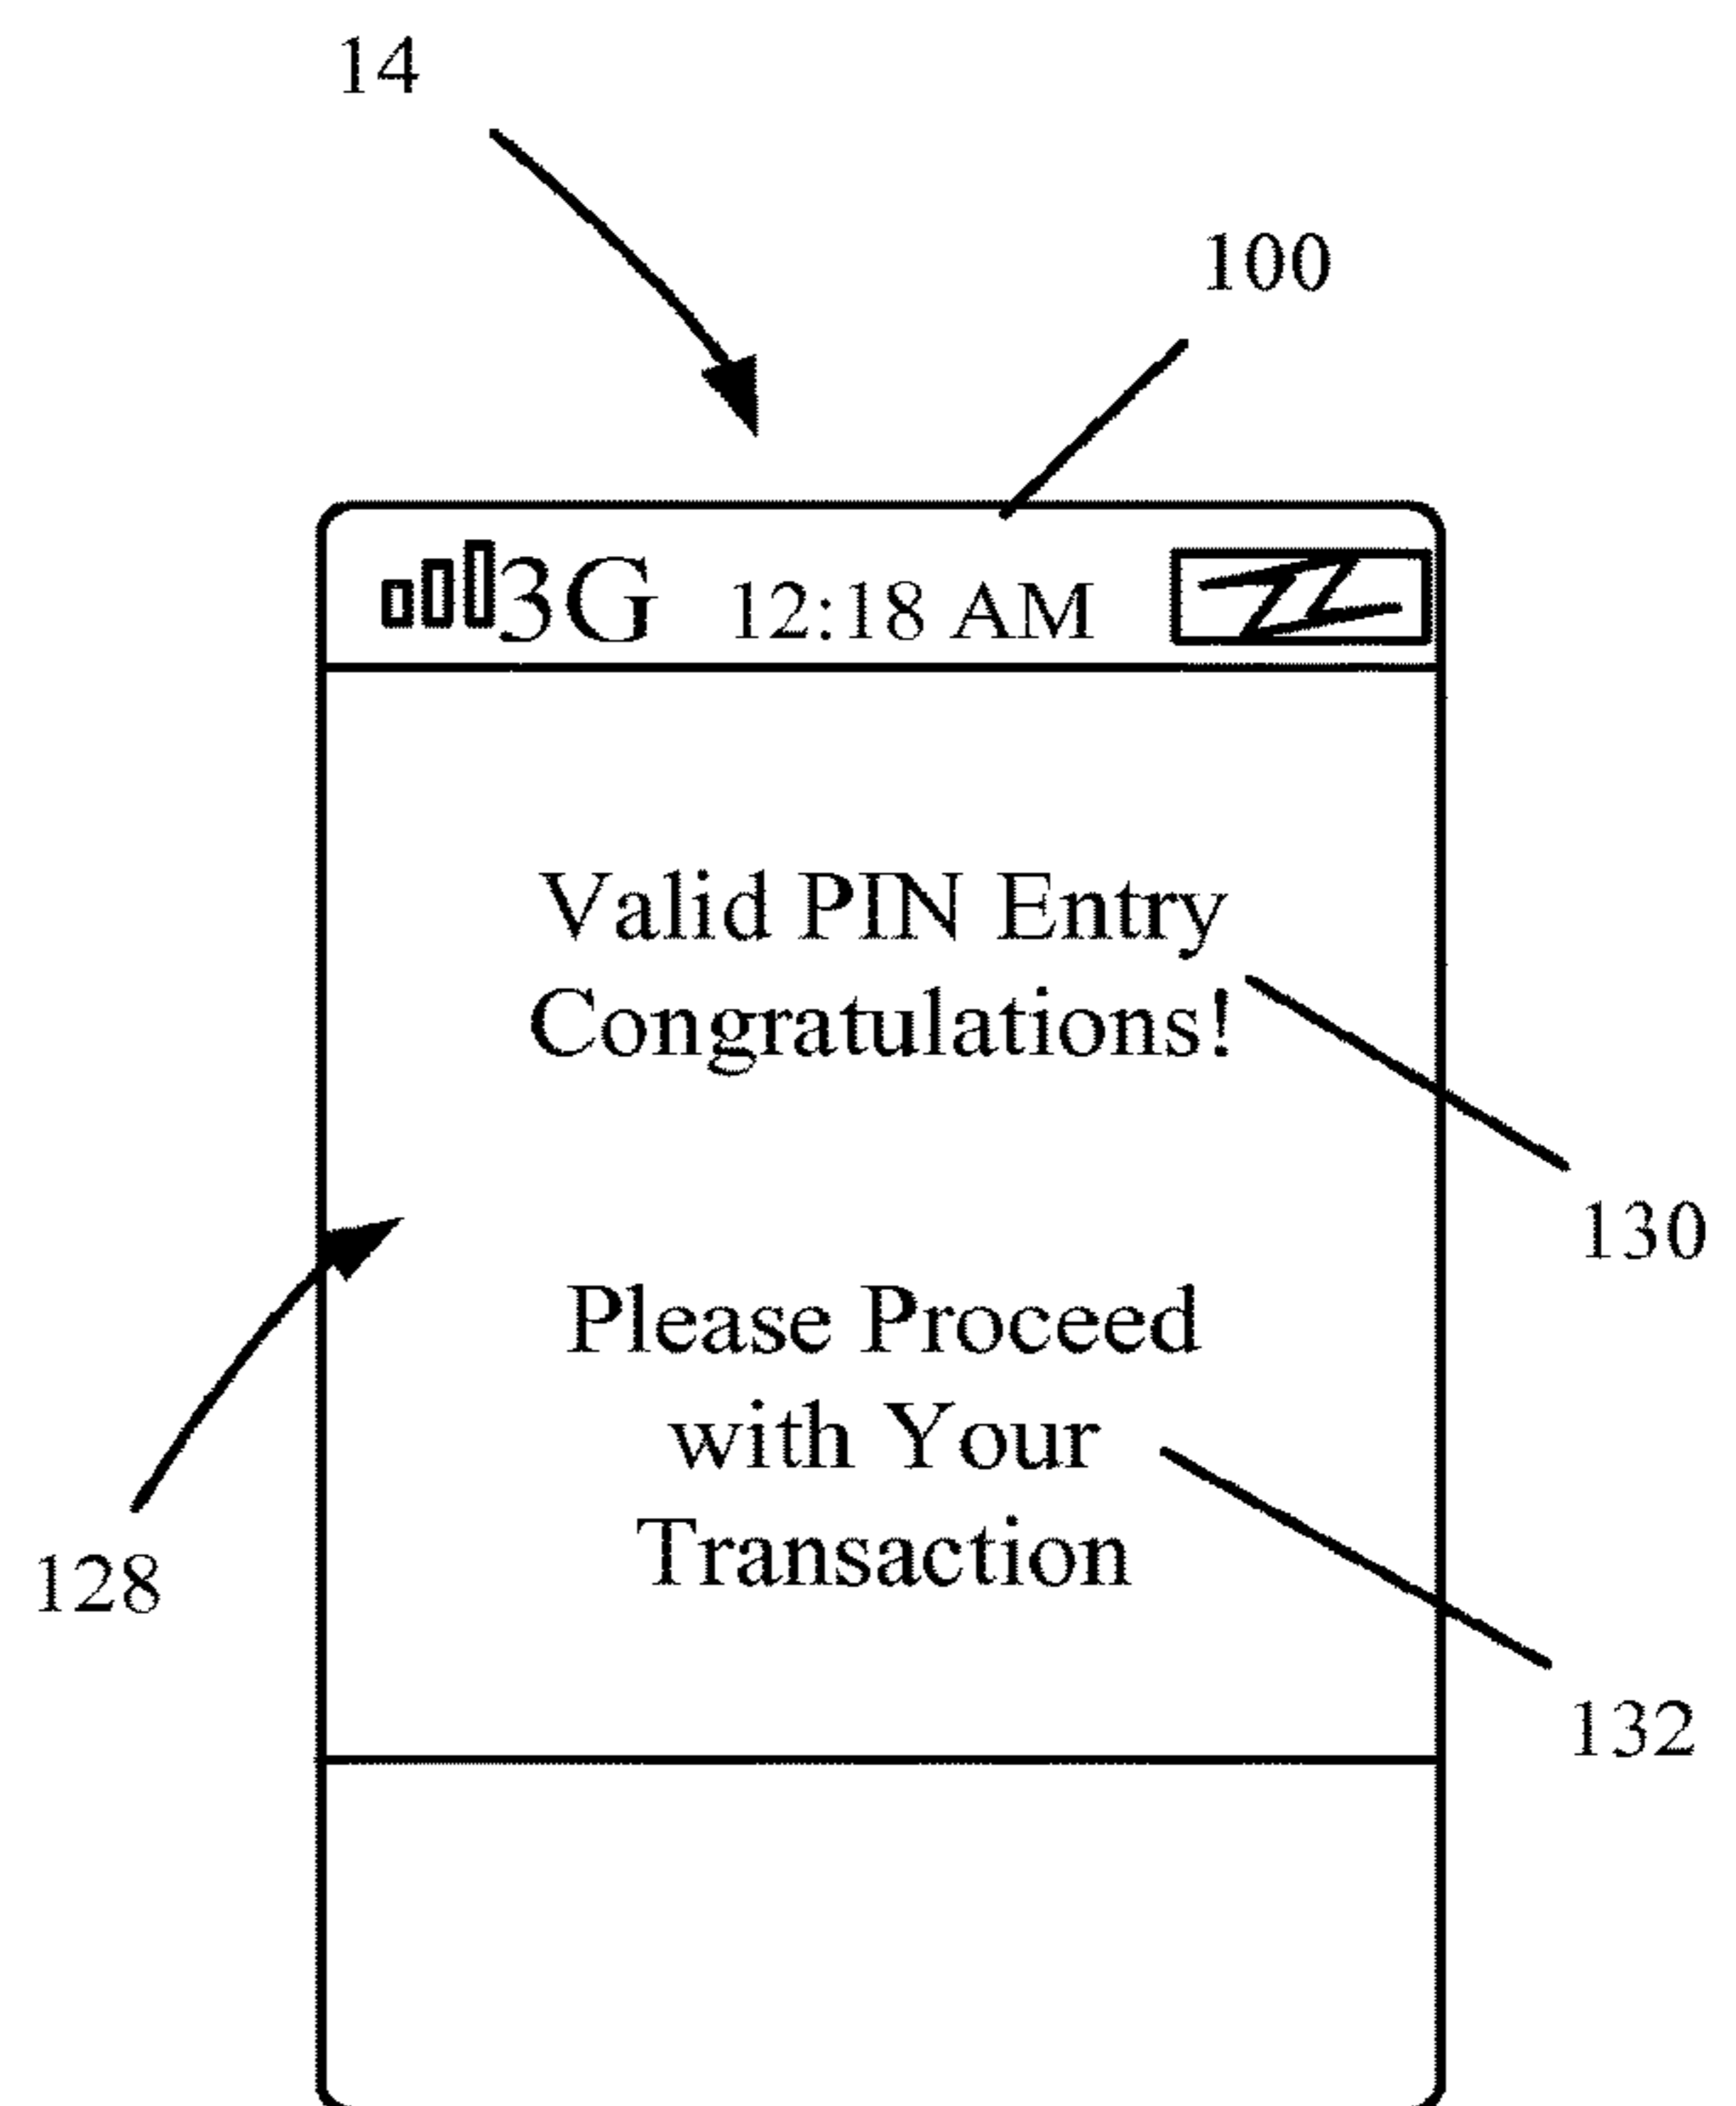 14
100
3G 12:18 AM
Valid PIN Entry
Congratulations!
130
Please Proceed
with Your
Transaction
128
132